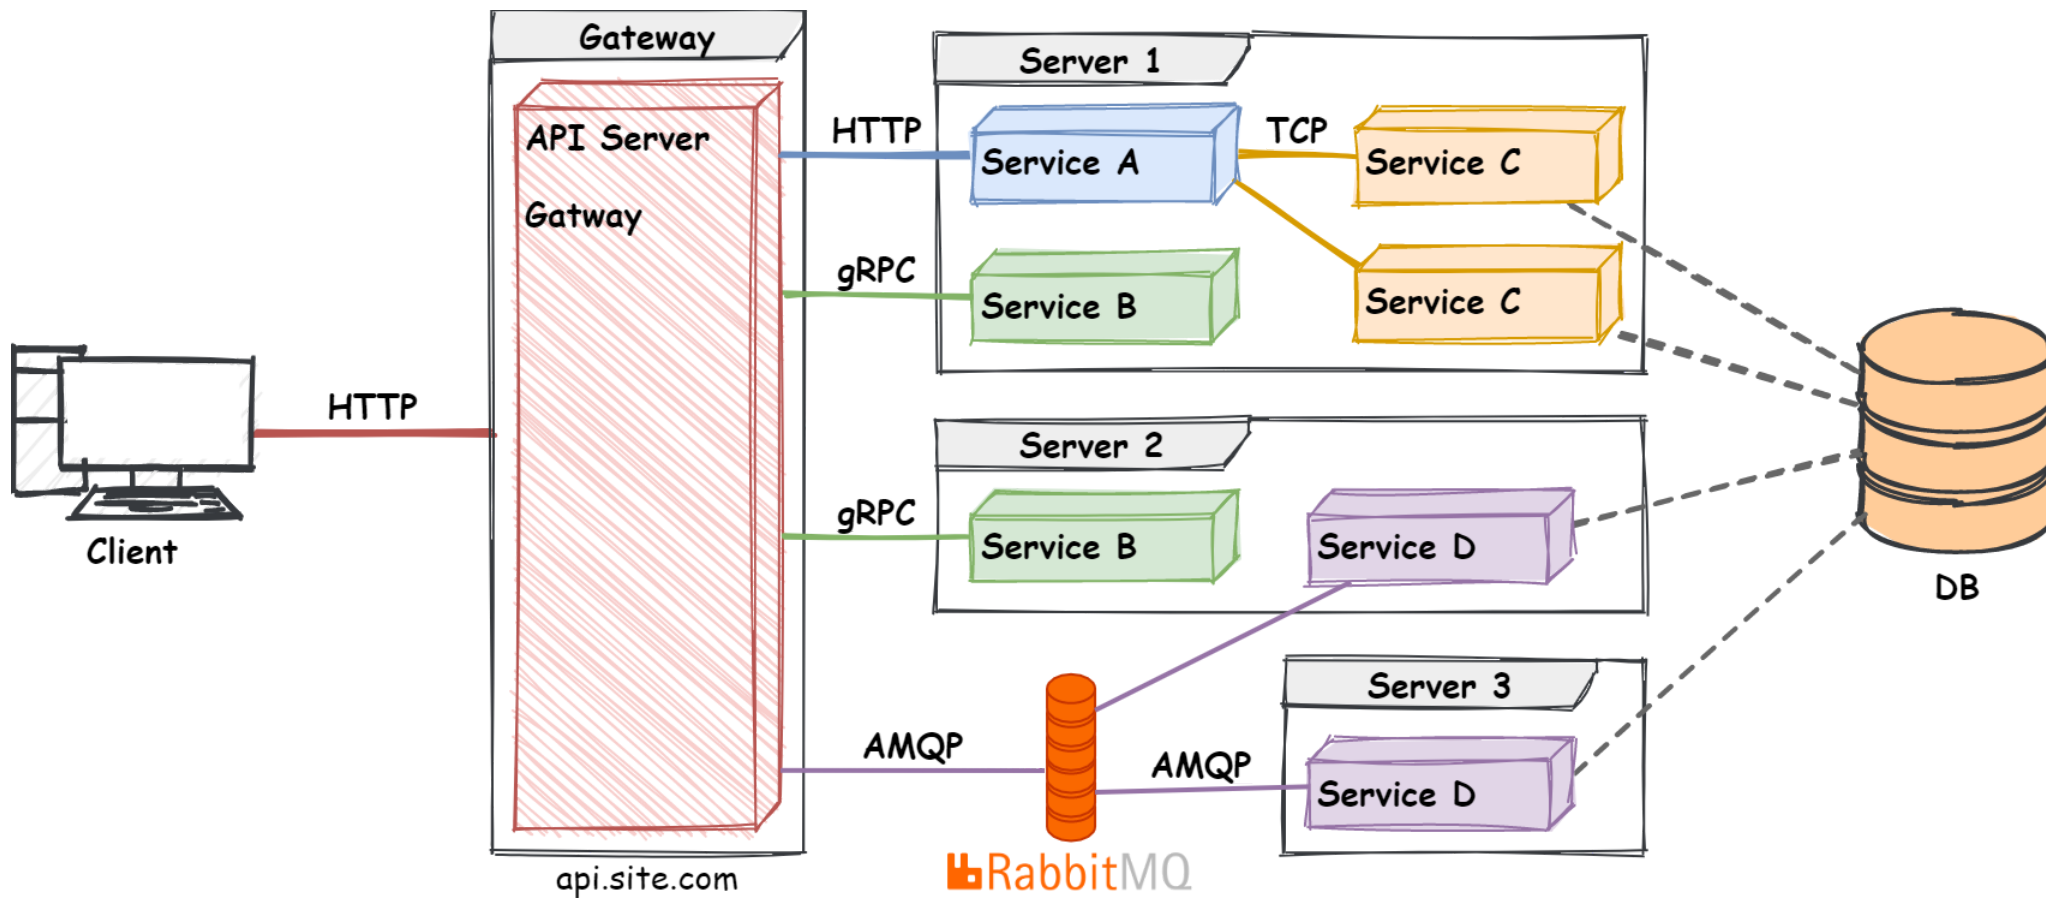 Gateway
API Server
Gatway
api.site.com
Client
HTTP
HTTP
gRPC
gRPC
AMQP
Server 1
Service A
TCP
Service C
Service B
Service C
Server 2
Service B
Service D
Server 3
AMQP
Service D
RabbitMQ
DB